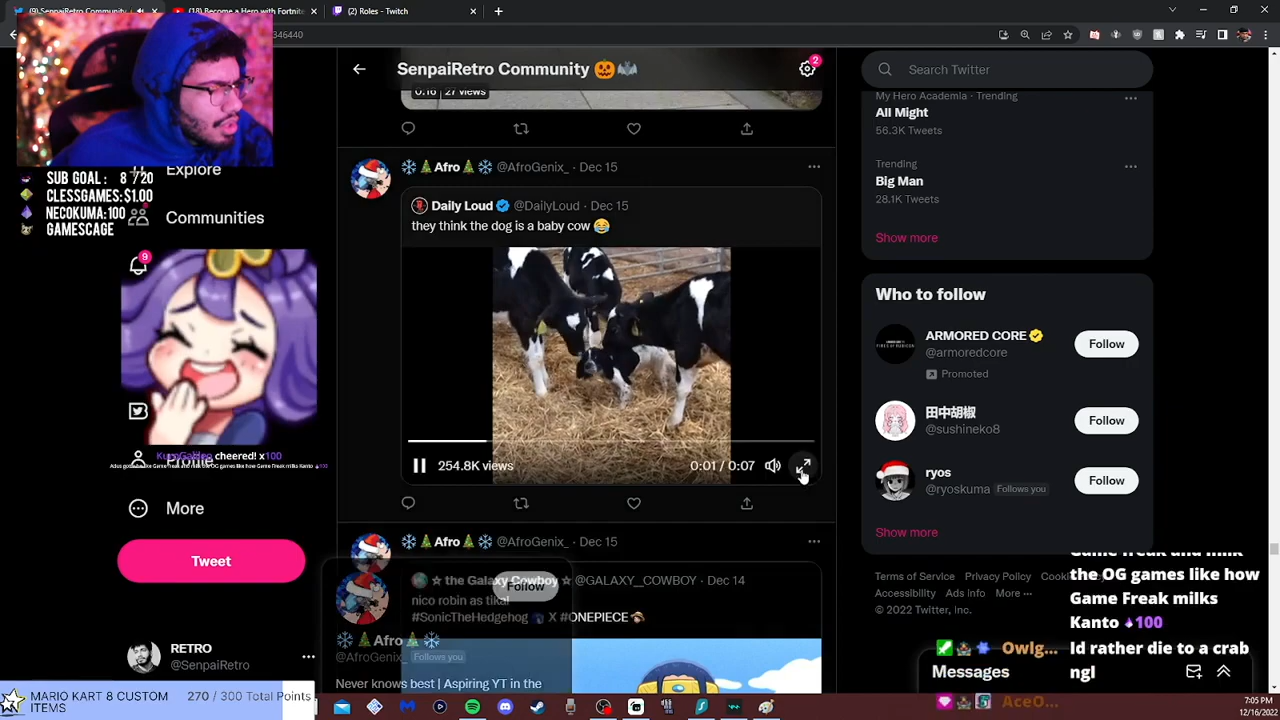 (9) SenpaiRetro Community
(18) Become a Hero with Fortnit
(2) Roles - Twitch
346440
SUB GOAL: 8 / 20
CLESSGAMES: $1.00
NECOKUMA: 100
GAMESCAGE
Explore
Communities
9
KuroGalileo cheered! x100
Profile
More
Tweet
RETRO
@SenpaiRetro
MARIO KART 8 CUSTOM
ITEMS
270 / 300 Total Points
SenpaiRetro Community 🎃🦇
2
0:16 | 27 views
❄️🎄Afro🎄❄️ @AfroGenix_ · Dec 15
Daily Loud @DailyLoud · Dec 15
they think the dog is a baby cow 😂
254.8K views
0:01 / 0:07
❄️🎄Afro🎄❄️ @AfroGenix_ · Dec 15
☆ the Galaxy Cowboy ☆ @GALAXY__COWBOY · Dec 14
Follow
nico robin as tikal
#SonicTheHedgehog X #ONEPIECE
❄️🎄Afro🎄❄️
@AfroGenix_ Follows you
Never knows best | Aspiring YT in the
Search Twitter
My Hero Academia · Trending
All Might
56.3K Tweets
Trending
Big Man
28.1K Tweets
Show more
Who to follow
ARMORED CORE
@armoredcore
Promoted
Follow
田中胡椒
@sushineko8
Follow
ryos
@ryoskuma Follows you
Follow
Show more
Terms of Service Privacy Policy
Accessibility Ads info More ···
© 2022 Twitter, Inc.
Game freak and milk
the OG games like how
Game Freak milks
Kanto 100
Owlg...
Id rather die to a crab
ngl
Messages
AceO...
7:05 PM
12/16/2022